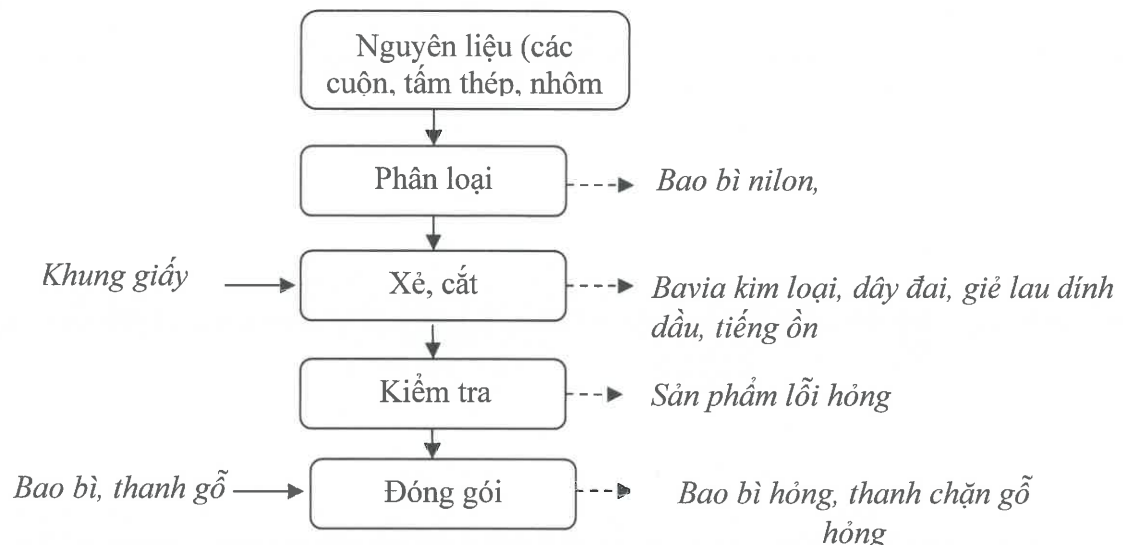 Nguyên liệu (các
cuộn, tấm thép, nhôm
Phân loại
Bao bì nilon,
Khung giấy
Xẻ, cắt
Bavia kim loại, dây đai, giẻ lau dính
dầu, tiếng ồn
Kiểm tra
Sản phẩm lỗi hỏng
Bao bì, thanh gỗ
Đóng gói
Bao bì hỏng, thanh chặn gỗ
hỏng